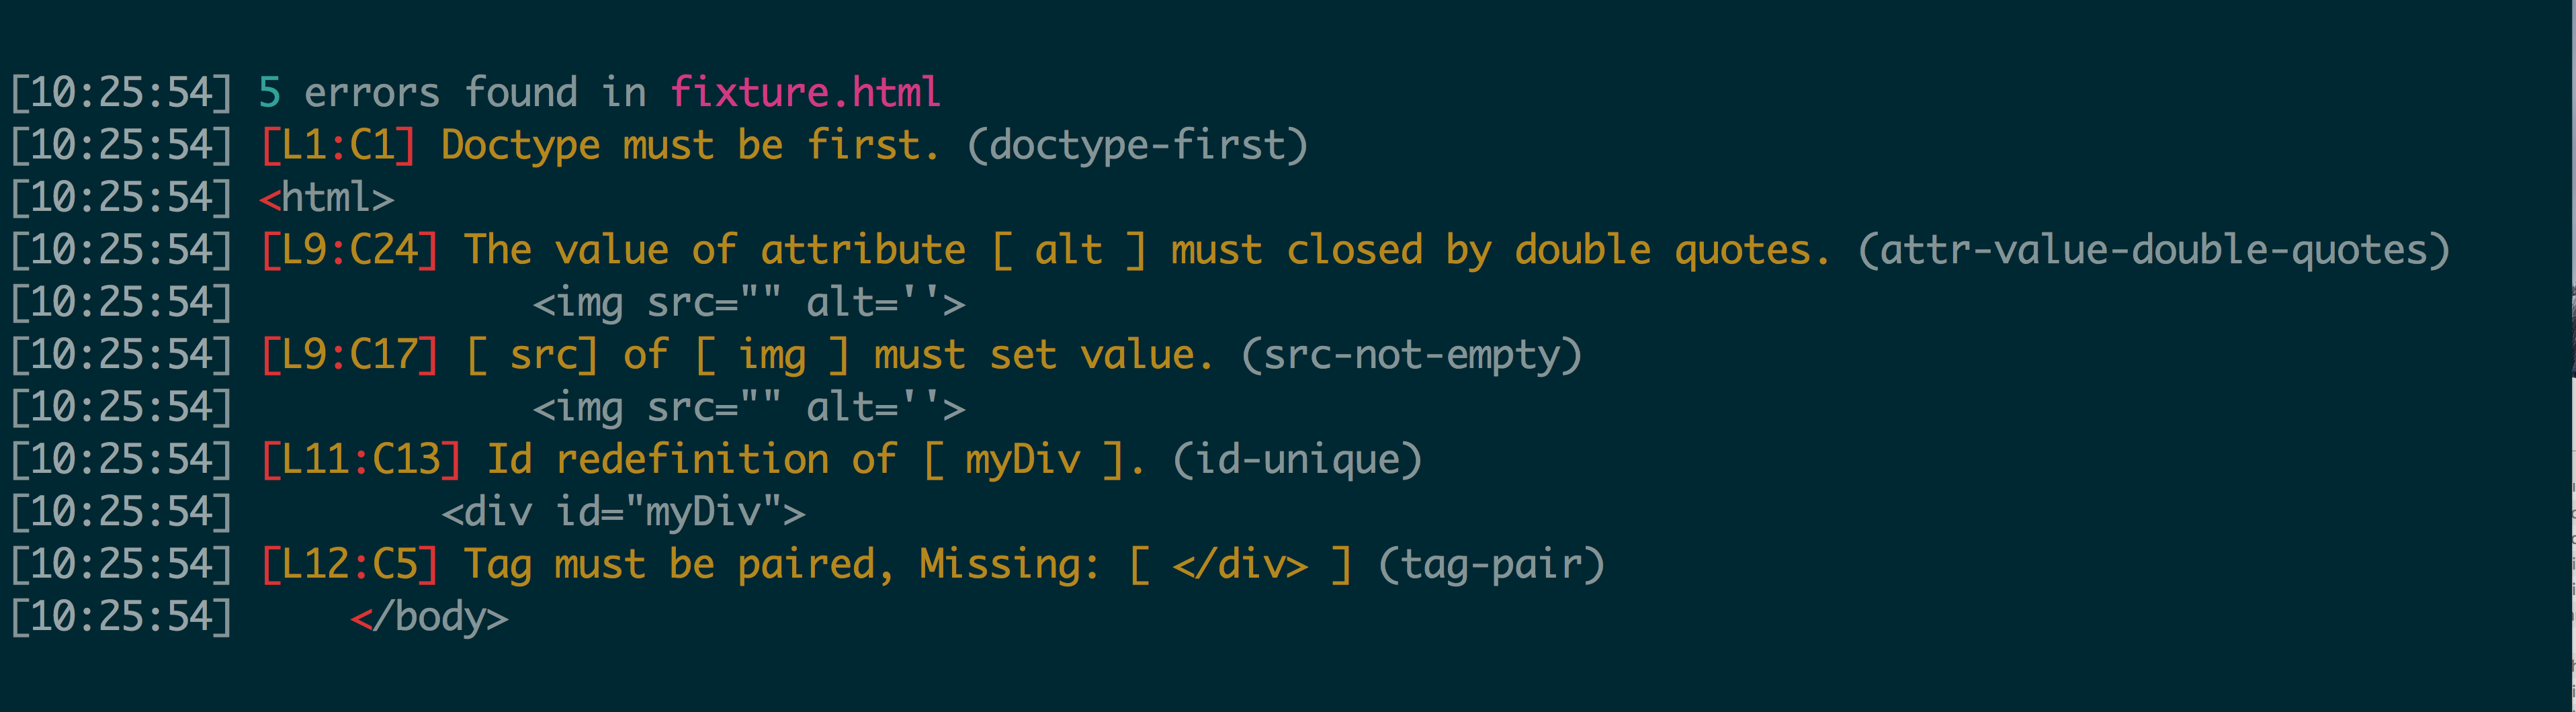 [10:25:54] 5 errors found in fixture.html
[10:25:54] [L1:C1] Doctype must be first. (doctype-first)
[10:25:54] <html>
[10:25:54] [L9:C24] The value of attribute [ alt ] must closed by double quotes. (attr-value-double-quotes)
[10:25:54]             <img src="" alt=''>
[10:25:54] [L9:C17] [ src] of [ img ] must set value. (src-not-empty)
[10:25:54]             <img src="" alt=''>
[10:25:54] [L11:C13] Id redefinition of [ myDiv ]. (id-unique)
[10:25:54]         <div id="myDiv">
[10:25:54] [L12:C5] Tag must be paired, Missing: [ </div> ] (tag-pair)
[10:25:54]     </body>